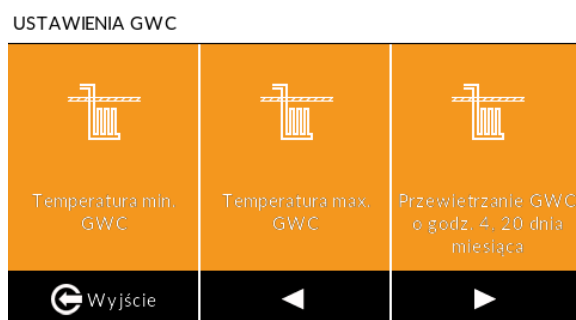 USTAWIENIA GWC
Temperatura min.
GWC
Temperatura max.
GWC
Przewietrzanie GWC
o godz. 4, 20 dnia
miesiąca
Wyjście